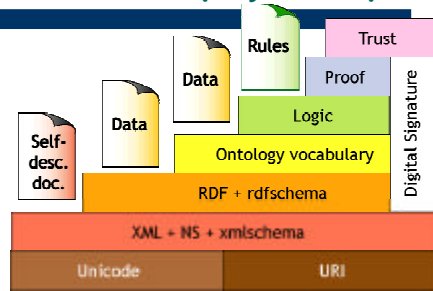 Rules
Trust
Data
Proof
Data
Logic
Self-
desc.
doc.
Ontology vocabulary
Digital Signature
RDF + rdfschema
XML + NS + xmlschema
Unicode
URI